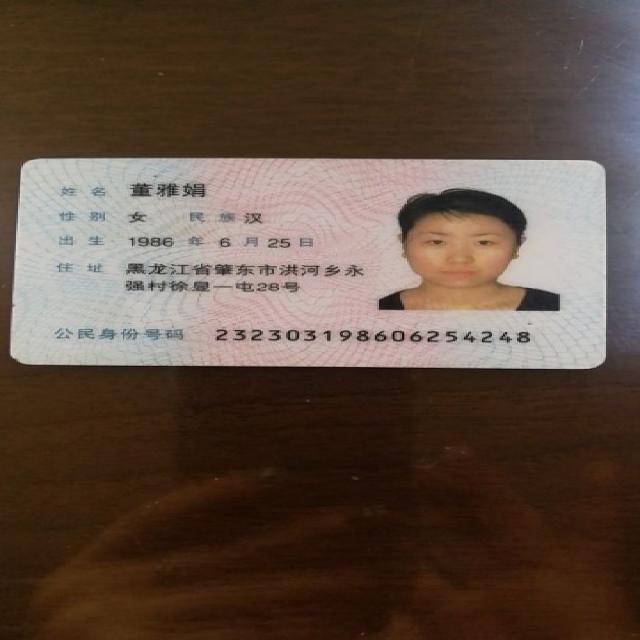 姓名 董雅娟
性别 女 民族 汉
出生 1986 年 6 月 25 日
住址 黑龙江省肇东市洪河乡永
强村徐皇一屯28号
公民身份号码 232303198606254248